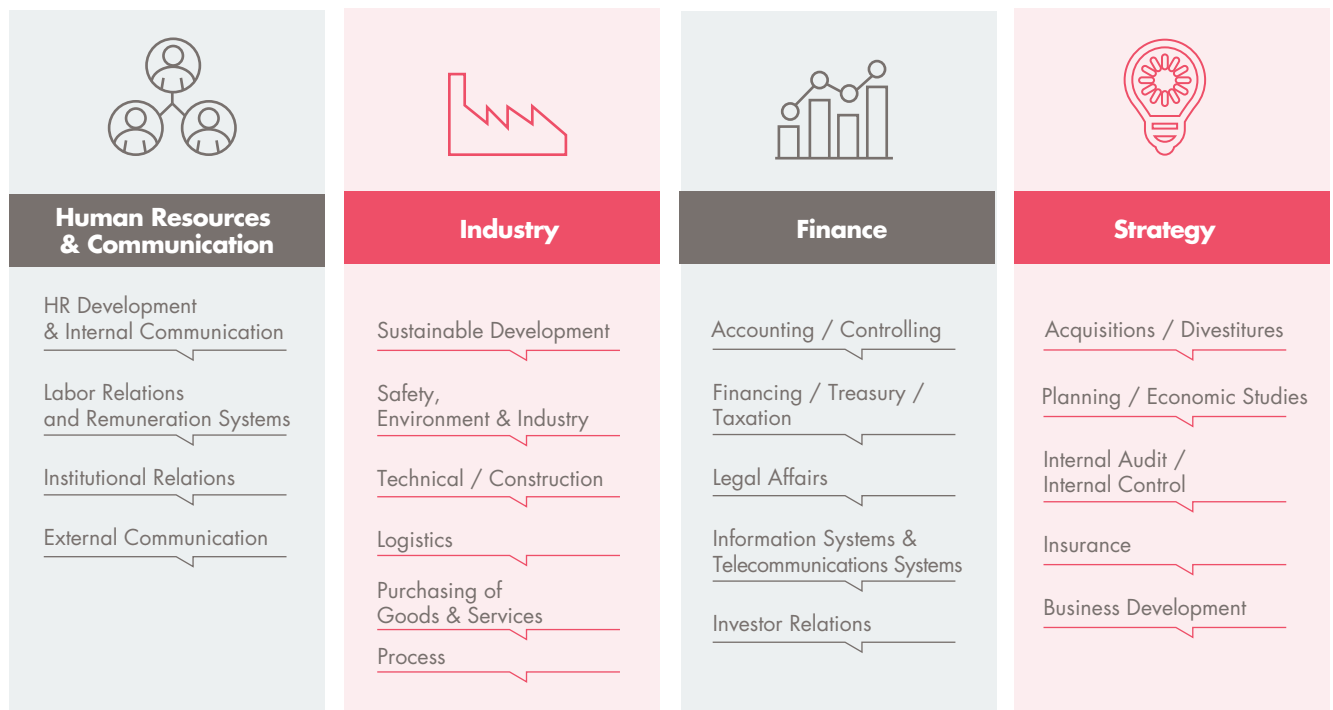 Human Resources
& Communication
HR Development
& Internal Communication
Labor Relations
and Remuneration Systems
Institutional Relations
External Communication
Industry
Sustainable Development
Safety,
Environment & Industry
Technical / Construction
Logistics
Purchasing of
Goods & Services
Process
Finance
Accounting / Controlling
Financing / Treasury /
Taxation
Legal Affairs
Information Systems &
Telecommunications Systems
Investor Relations
Strategy
Acquisitions / Divestitures
Planning / Economic Studies
Internal Audit /
Internal Control
Insurance
Business Development